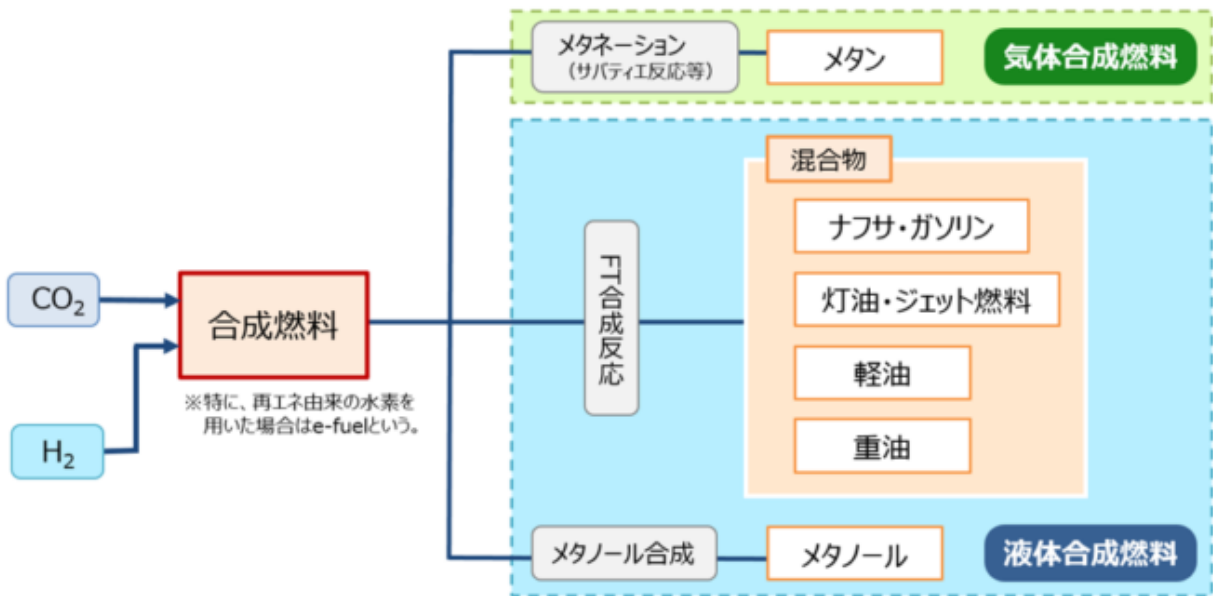 メタネーション
（サバティエ反応等）
メタン
気体合成燃料
混合物
ナフサ・ガソリン
灯油・ジェット燃料
軽油
重油
FT合成反応
CO₂
H₂
合成燃料
※特に、再エネ由来の水素を
用いた場合はe-fuelという。
メタノール合成
メタノール
液体合成燃料